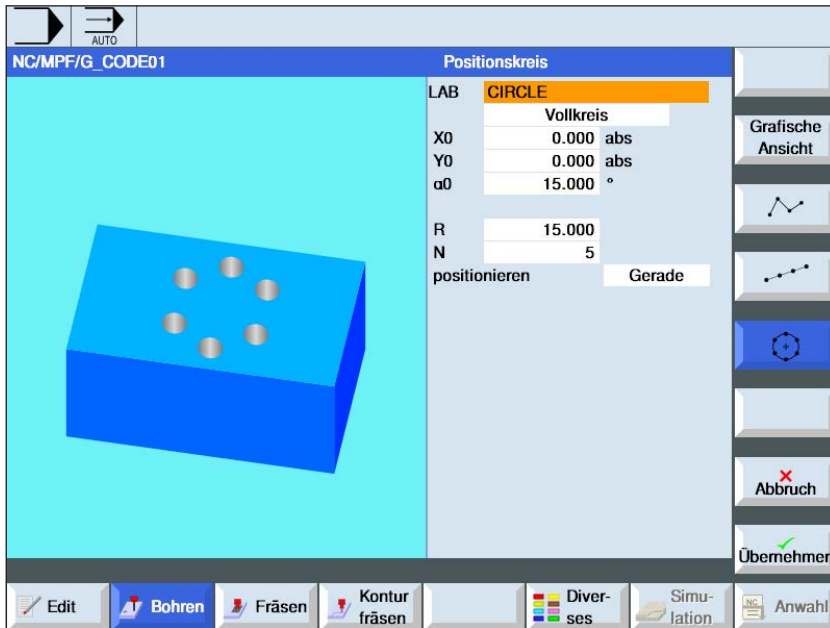 AUTO
NC/MPF/G_CODE01
Positionskreis
LAB CIRCLE
Vollkreis
X0 0.000 abs
Y0 0.000 abs
α0 15.000 °
R 15.000
N 5
positionieren Gerade
Grafische
Ansicht
Abbruch
Übernehmen
Edit
Bohren
Fräsen
Kontur
fräsen
Diver-
ses
Simu-
lation
NC
Anwahl